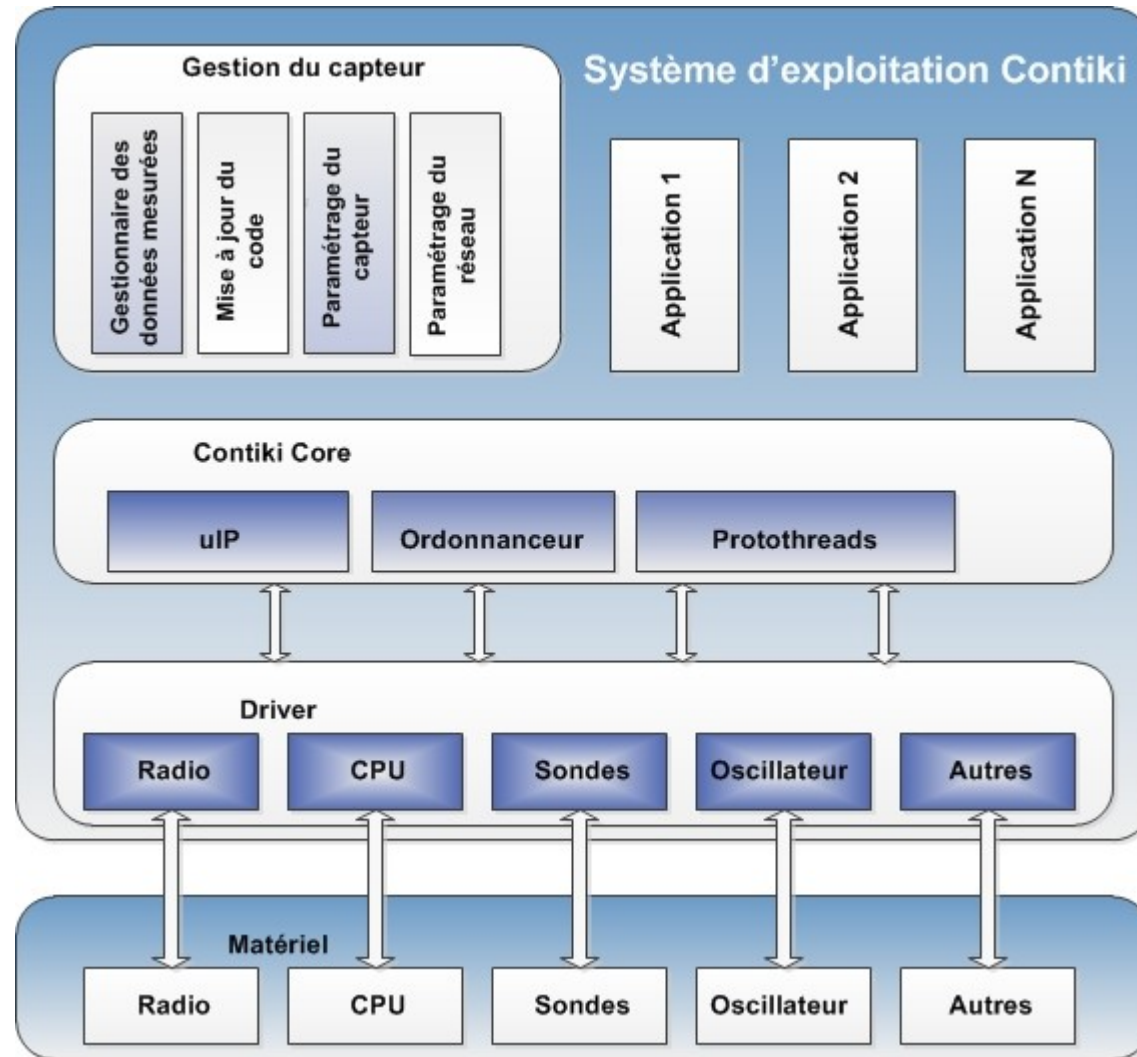 Système d'exploitation Contiki
Gestion du capteur
Gestionnaire des
données mesurées
Mise à jour du
code
Paramétrage du
capteur
Paramétrage du
réseau
Application 1
Application 2
Application N
Contiki Core
uIP
Ordonnanceur
Protothreads
Driver
Radio
CPU
Sondes
Oscillateur
Autres
Matériel
Radio
CPU
Sondes
Oscillateur
Autres